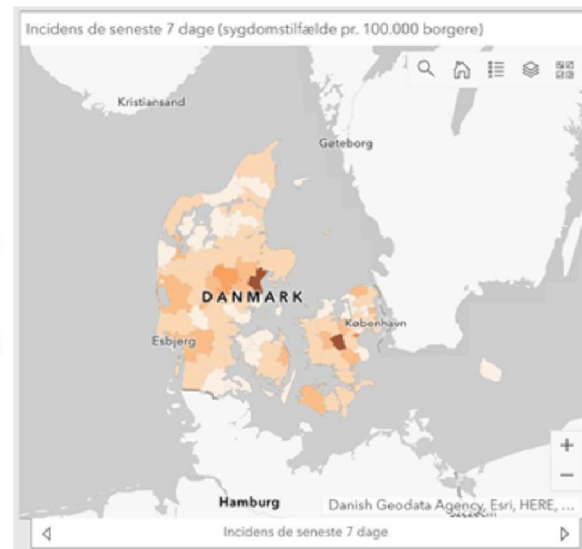 Incidens de seneste 7 dage (sygdomstilfælde pr. 100.000 borgere)
Kristiansand
Gøteborg
DANMARK
København
Esbjerg
+
−
Hamburg
Danish Geodata Agency, Esri, HERE, ...
Incidens de seneste 7 dage